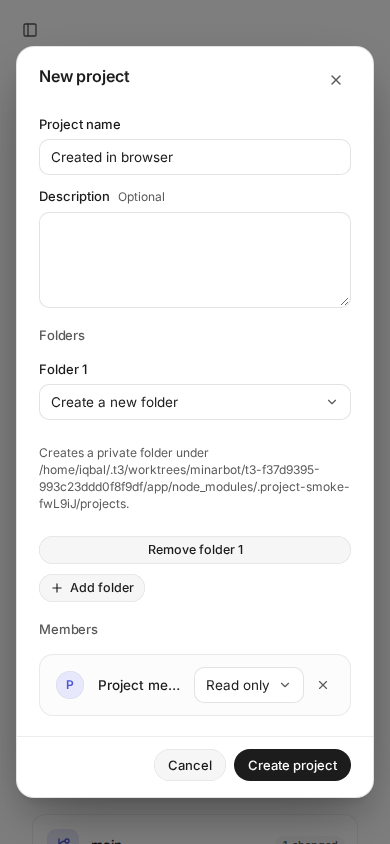 New project
Project name
Created in browser
Description Optional
Folders
Folder 1
Create a new folder
Creates a private folder under
/home/iqbal/.t3/worktrees/minarbot/t3-f37d9395-
993c23ddd0f8f9df/app/node_modules/.project-smoke-
fwL9iJ/projects.
Remove folder 1
Add folder
Members
P Project me... Read only
Cancel Create project
main 1 changed